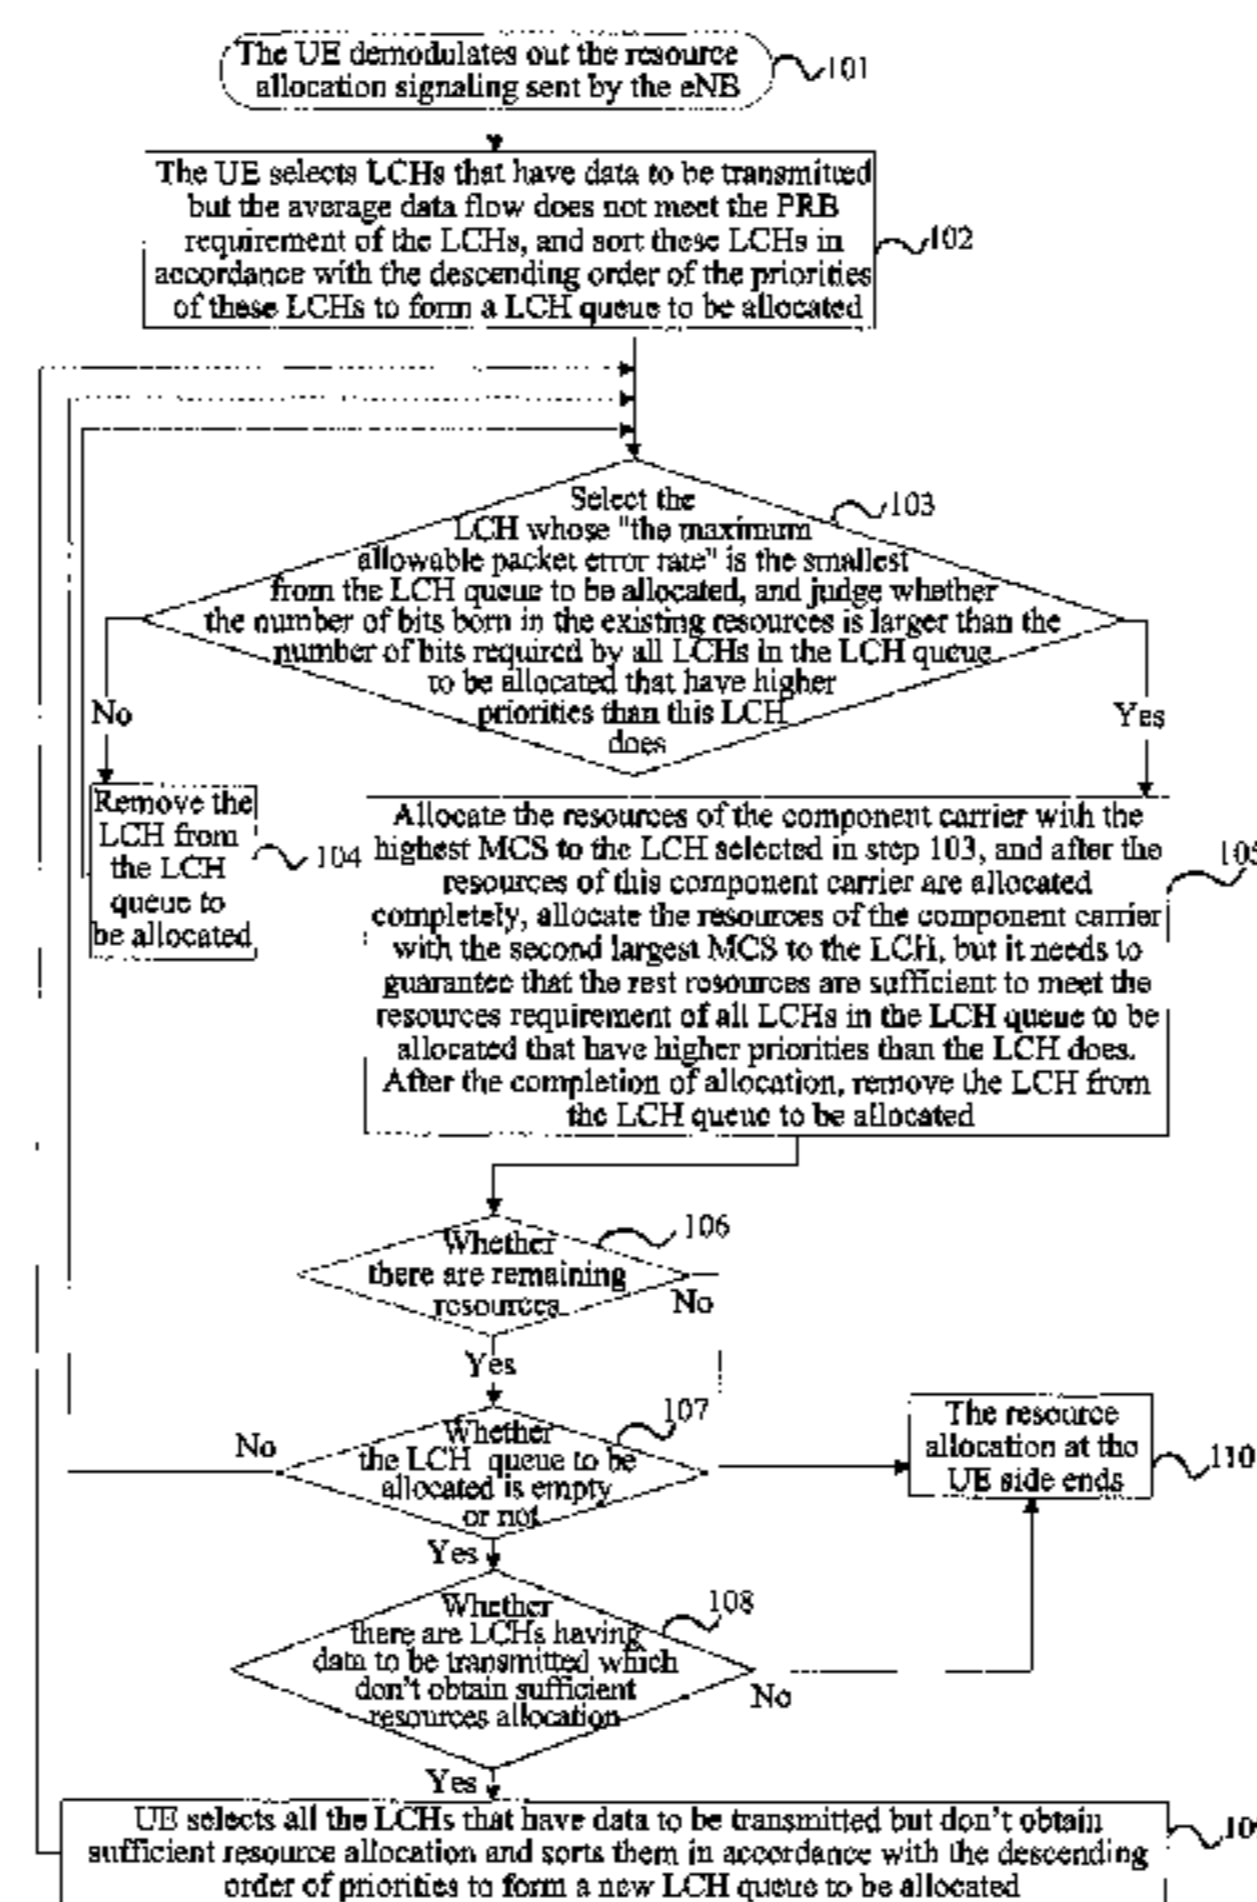 The UE demodulates out the resource
allocation signaling sent by the eNB
101
The UE selects LCHs that have data to be transmitted
but the average data flow does not meet the PRB
requirement of the LCHs, and sort these LCHs in
accordance with the descending order of the priorities
of these LCHs to form a LCH queue to be allocated
102
Select the
LCH whose "the maximum
allowable packet error rate" is the smallest
from the LCH queue to be allocated, and judge whether
the number of bits born in the existing resources is larger than the
number of bits required by all LCHs in the LCH queue
to be allocated that have higher
priorities than this LCH
does
103
No
Yes
Remove the
LCH from
the LCH
queue to
be allocated
104
Allocate the resources of the component carrier with the
highest MCS to the LCH selected in step 103, and after the
resources of this component carrier are allocated
completely, allocate the resources of the component carrier
with the second largest MCS to the LCH, but it needs to
guarantee that the rest resources are sufficient to meet the
resources requirement of all LCHs in the LCH queue to be
allocated that have higher priorities than the LCH does.
After the completion of allocation, remove the LCH from
the LCH queue to be allocated
105
Whether
there are remaining
resources
106
No
Yes
Whether
the LCH queue to be
allocated is empty
or not
107
No
The resource
allocation at the
UE side ends
110
Yes
Whether
there are LCHs having
data to be transmitted which
don't obtain sufficient
resources allocation
108
No
Yes
UE selects all the LCHs that have data to be transmitted but don't obtain
sufficient resource allocation and sorts them in accordance with the descending
order of priorities to form a new LCH queue to be allocated